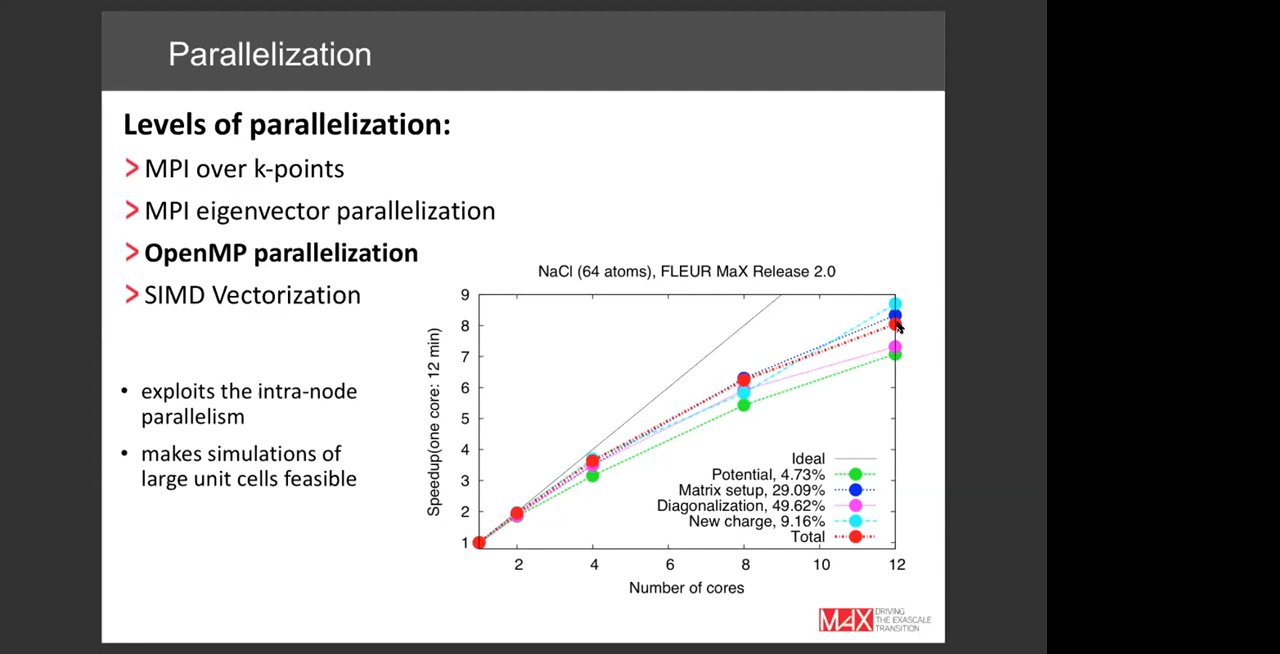 Parallelization
Levels of parallelization:
> MPI over k-points
> MPI eigenvector parallelization
> OpenMP parallelization
> SIMD Vectorization
• exploits the intra-node
parallelism
• makes simulations of
large unit cells feasible
NaCl (64 atoms), FLEUR MaX Release 2.0
Speedup(one core: 12 min)
9
8
7
6
5
4
3
2
1
Ideal
Potential, 4.73%
Matrix setup, 29.09%
Diagonalization, 49.62%
New charge, 9.16%
Total
2 4 6 8 10 12
Number of cores
MAX DRIVING
THE EXASCALE
TRANSITION